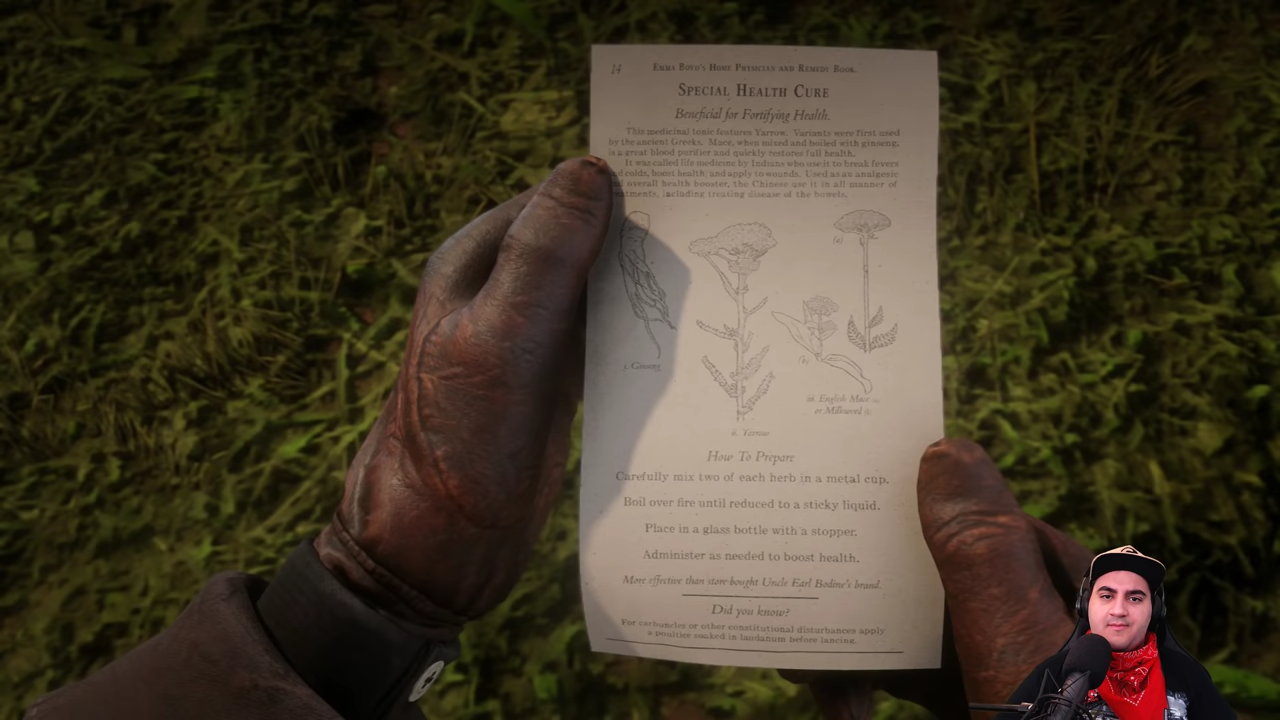 14 Emma Boyd's Home Physician and Remedy Book.
Special Health Cure
Beneficial for Fortifying Health.
This medicinal tonic features Yarrow. Variants were first used
by the ancient Greeks. Mace, when mixed and boiled with ginseng,
is a great blood purifier and quickly restores full health.
It was called life medicine by Indians who use it to break fevers
and colds, boost health and apply to wounds. Used as an analgesic
overall health booster, the Chinese use it in all manner of
including treating disease of the bowels.
(a)
(b)
i. Ginseng
iii. English Mace (a)
or Milkweed
ii. Yarrow
How To Prepare
Carefully mix two of each herb in a metal cup.
Boil over fire until reduced to a sticky liquid.
Place in a glass bottle with a stopper.
Administer as needed to boost health.
More effective than store-bought Uncle Earl Bodine's brand.
Did you know?
For carbuncles or other constitutional disturbances apply
a poultice soaked in laudanum before lancing.